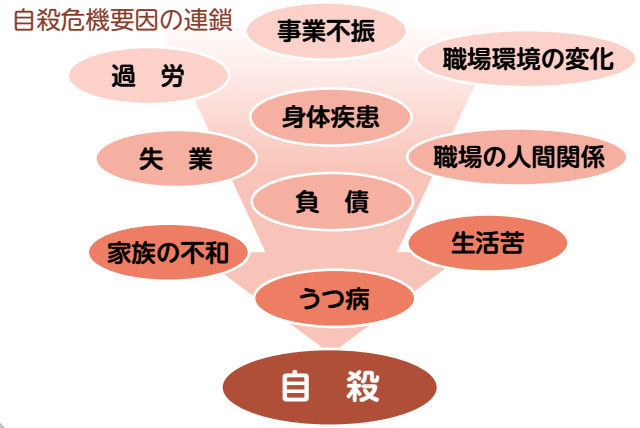 自殺危機要因の連鎖
事業不振
職場環境の変化
過　労
身体疾患
失　業
職場の人間関係
負　債
家族の不和
生活苦
うつ病
自　殺